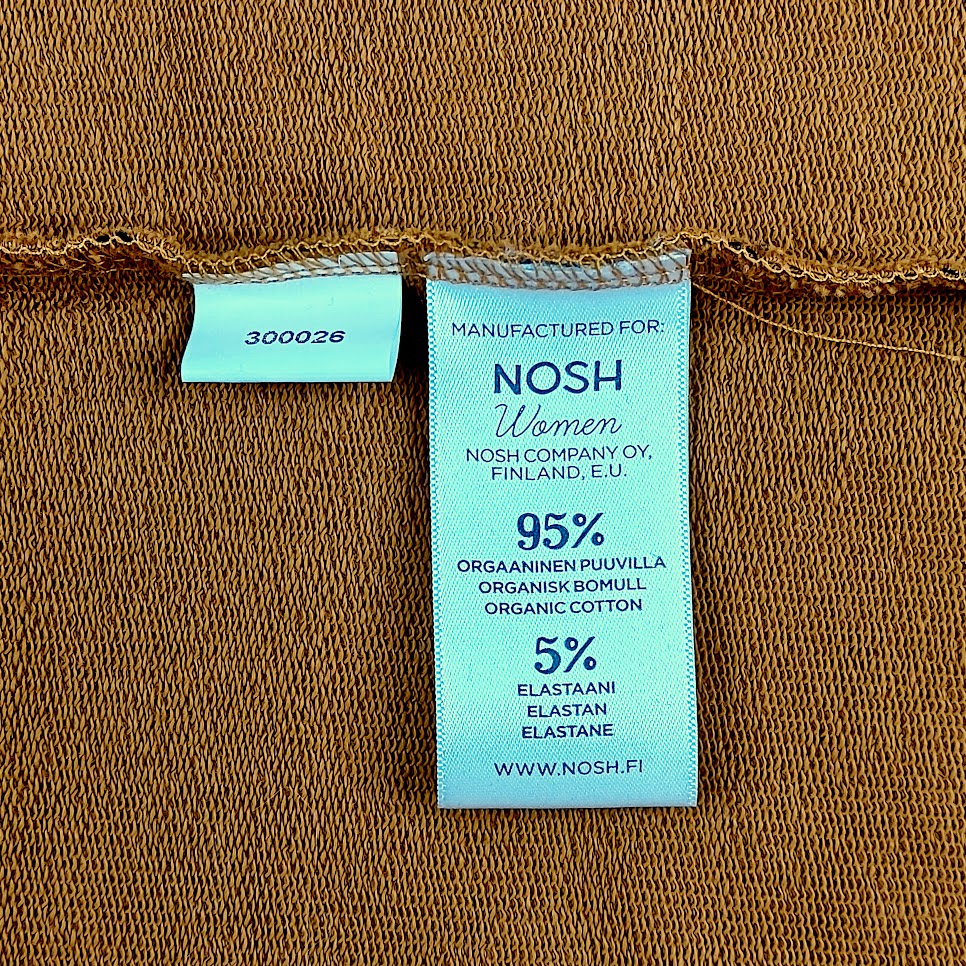 300026
MANUFACTURED FOR:
NOSH
Women
NOSH COMPANY OY,
FINLAND, E.U.
95%
ORGAANINEN PUUVILLA
ORGANISK BOMULL
ORGANIC COTTON
5%
ELASTAANI
ELASTAN
ELASTANE
WWW.NOSH.FI